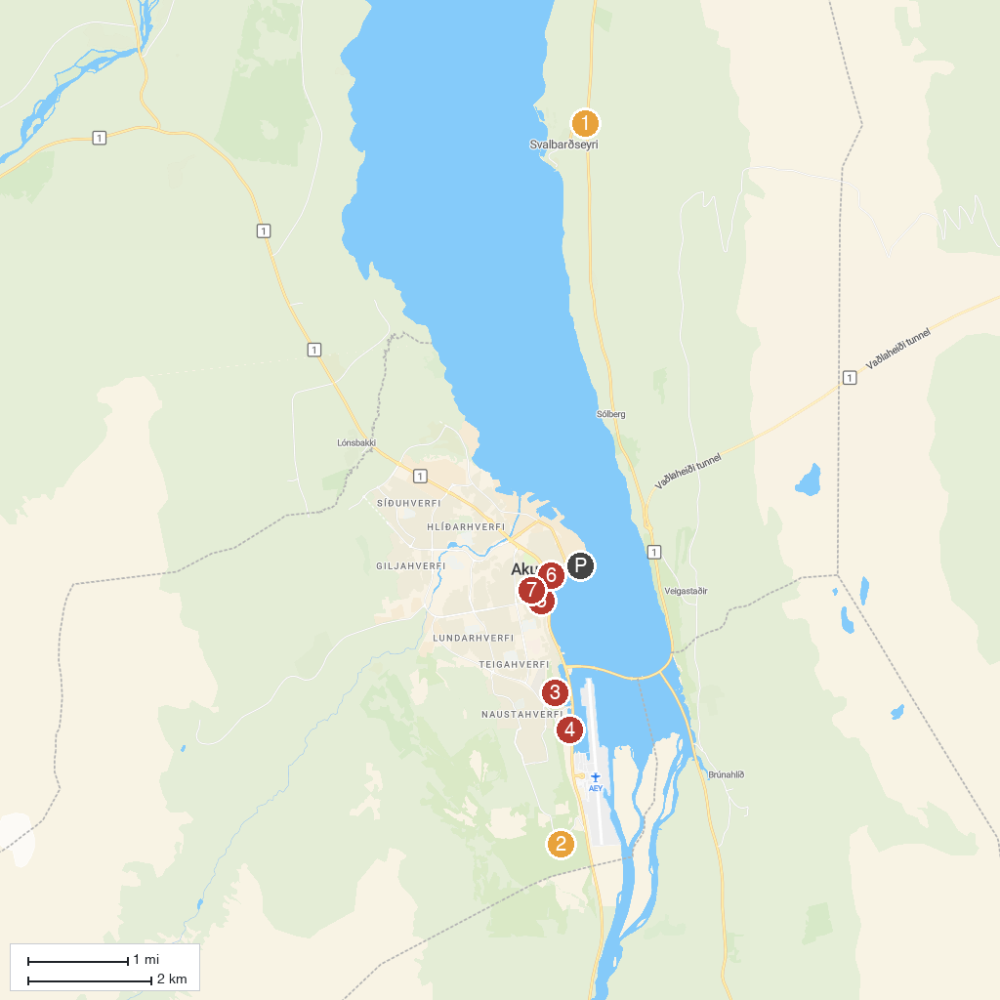 1
1
Svalbarðseyri
1
1
Vaðlaheiði tunnel
1
Sólberg
Lónsbakki
Vaðlaheiði tunnel
1
SÍÐUHVERFI
HLÍÐARHVERFI
1
GILJAHVERFI
P
6
7
Veigastaðir
LUNDARHVERFI
TEIGAHVERFI
3
NAUSTAHVERFI
4
Brúnahlíð
AEY
2
1 mi
2 km